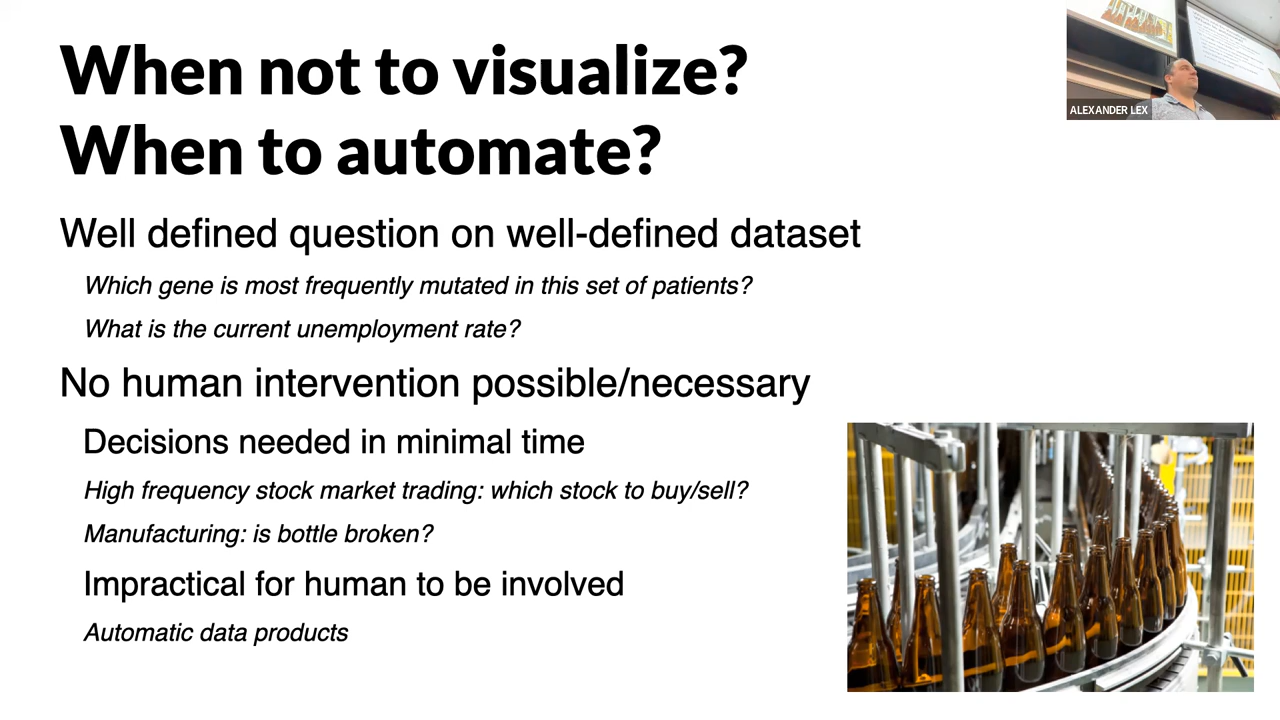 When not to visualize?
When to automate?
Well defined question on well-defined dataset
Which gene is most frequently mutated in this set of patients?
What is the current unemployment rate?
No human intervention possible/necessary
Decisions needed in minimal time
High frequency stock market trading: which stock to buy/sell?
Manufacturing: is bottle broken?
Impractical for human to be involved
Automatic data products
ALEXANDER LEX